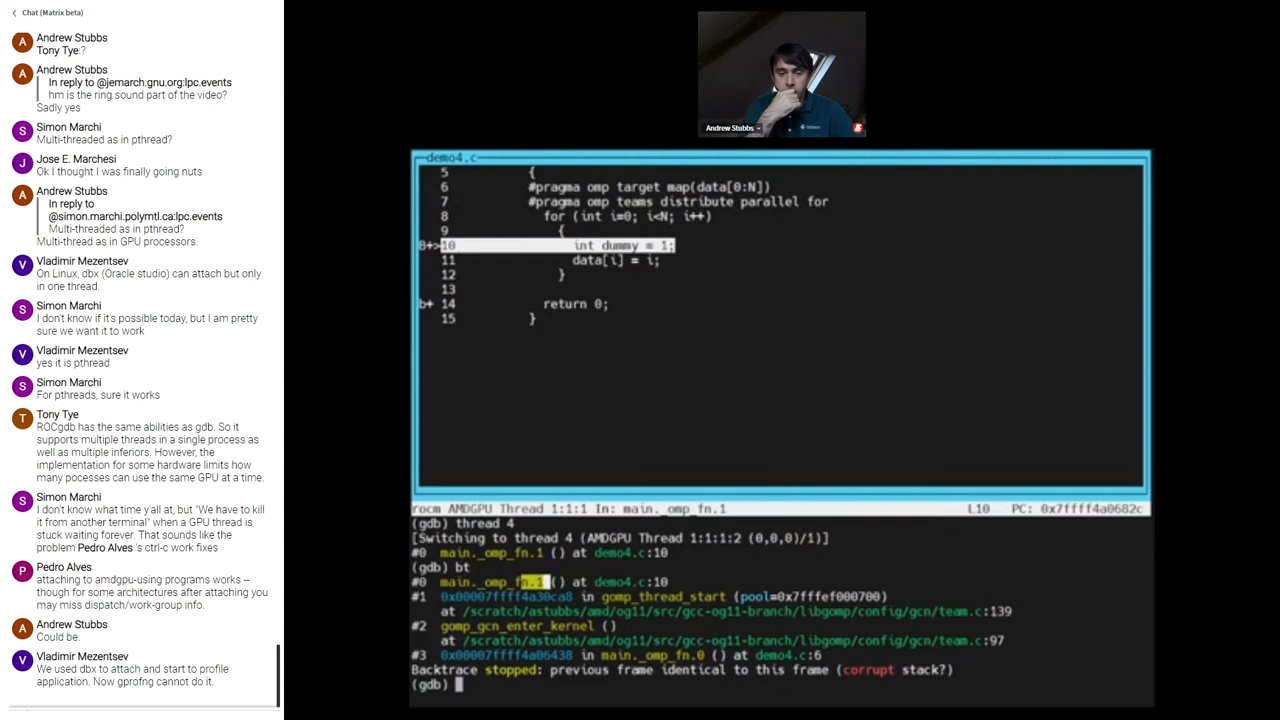 Chat (Matrix beta)
A
Andrew Stubbs
Tony Tye:?
A
Andrew Stubbs
In reply to @jemarch.gnu.org:lpc.events
hm is the ring sound part of the video?
Sadly yes
S
Simon Marchi
Multi-threaded as in pthread?
J
Jose E. Marchesi
Ok I thought I was finally going nuts
A
Andrew Stubbs
In reply to
@simon.marchi.polymtl.ca:lpc.events
Multi-threaded as in pthread?
Multi-thread as in GPU processors.
V
Vladimir Mezentsev
On Linux, dbx (Oracle studio) can attach but only
in one thread.
S
Simon Marchi
I don't know if it's possible today, but I am pretty
sure we want it to work
V
Vladimir Mezentsev
yes it is pthread
S
Simon Marchi
For pthreads, sure it works
T
Tony Tye
ROCgdb has the same abilities as gdb. So it
supports multiple threads in a single process as
well as multiple inferiors. However, the
implementation for some hardware limits how
many pocesses can use the same GPU at a time.
S
Simon Marchi
I don't know what time y'all at, but "We have to kill
it from another terminal" when a GPU thread is
stuck waiting forever. That sounds like the
problem Pedro Alves 's ctrl-c work fixes
P
Pedro Alves
attaching to amdgpu-using programs works --
though for some architectures after attaching you
may miss dispatch/work-group info.
A
Andrew Stubbs
Could be.
V
Vladimir Mezentsev
We used dbx to attach and start to profile
application. Now gprofng cannot do it.
Andrew Stubbs
demo4.c
5 {
6 #pragma omp target map(data[0:N])
7 #pragma omp teams distribute parallel for
8 for (int i=0; i<N; i++)
9 {
B+>10 int dummy = 1;
11 data[i] = i;
12 }
13
b+ 14 return 0;
15 }
rocm AMDGPU Thread 1:1:1 In: main._omp_fn.1 L10 PC: 0x7ffff4a0682c
(gdb) thread 4
[Switching to thread 4 (AMDGPU Thread 1:1:1:2 (0,0,0)/1)]
#0 main._omp_fn.1 () at demo4.c:10
(gdb) bt
#0 main._omp_fn.1 () at demo4.c:10
#1 0x00007ffff4a30ca8 in gomp_thread_start (pool=0x7fffef000700)
at /scratch/astubbs/amd/og11/src/gcc-og11-branch/libgomp/config/gcn/team.c:139
#2 gomp_gcn_enter_kernel ()
at /scratch/astubbs/amd/og11/src/gcc-og11-branch/libgomp/config/gcn/team.c:97
#3 0x00007ffff4a06438 in main._omp_fn.0 () at demo4.c:6
Backtrace stopped: previous frame identical to this frame (corrupt stack?)
(gdb)